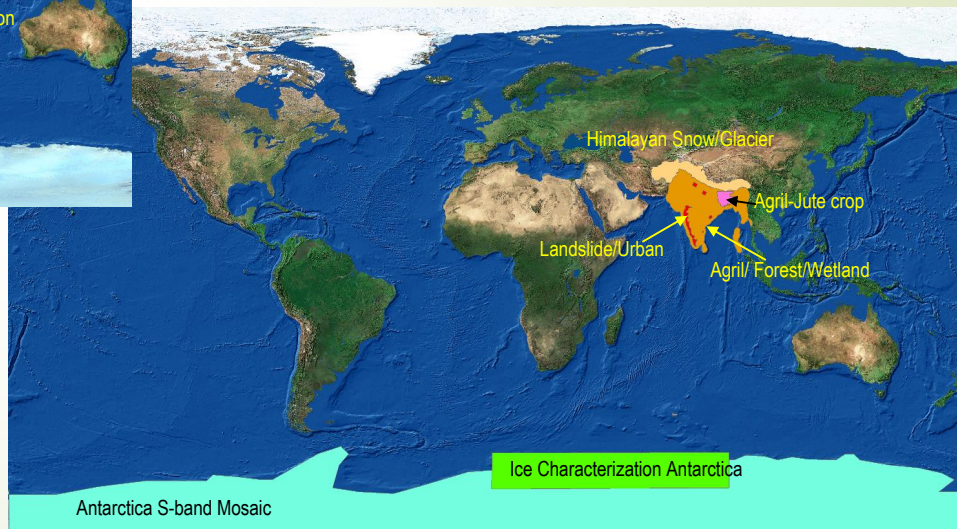 on
Himalayan Snow/Glacier
Agril-Jute crop
Landslide/Urban
Agril/ Forest/Wetland
Ice Characterization Antarctica
Antarctica S-band Mosaic